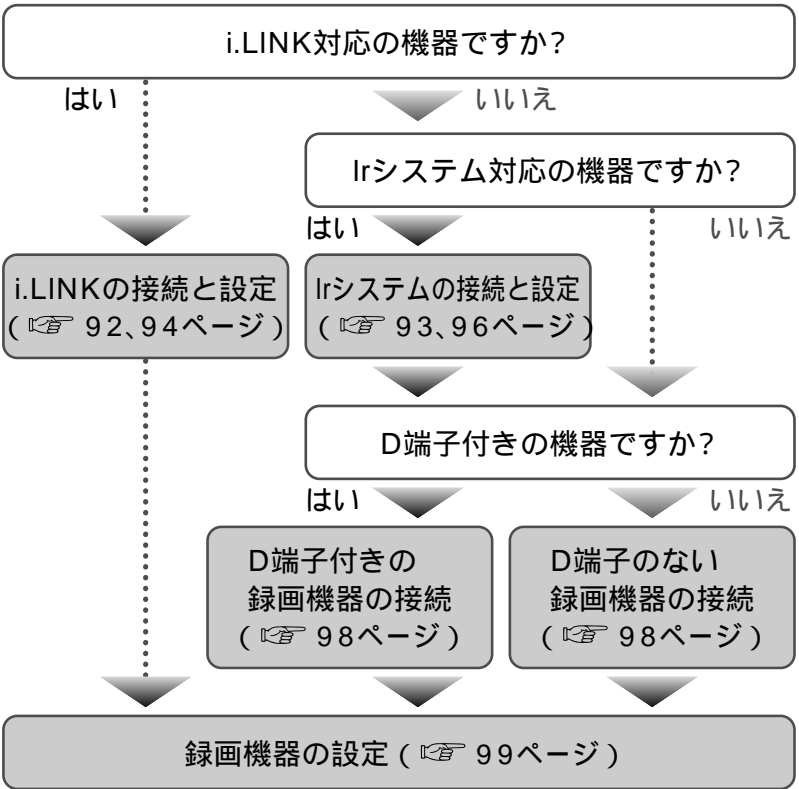 i.LINK対応の機器ですか?
はい
いいえ
Irシステム対応の機器ですか?
はい
いいえ
i.LINKの接続と設定
(☞ 92、94ページ)
Irシステムの接続と設定
(☞ 93、96ページ)
D端子付きの機器ですか?
はい
いいえ
D端子付きの
録画機器の接続
(☞ 98ページ)
D端子のない
録画機器の接続
(☞ 98ページ)
録画機器の設定(☞ 99ページ)